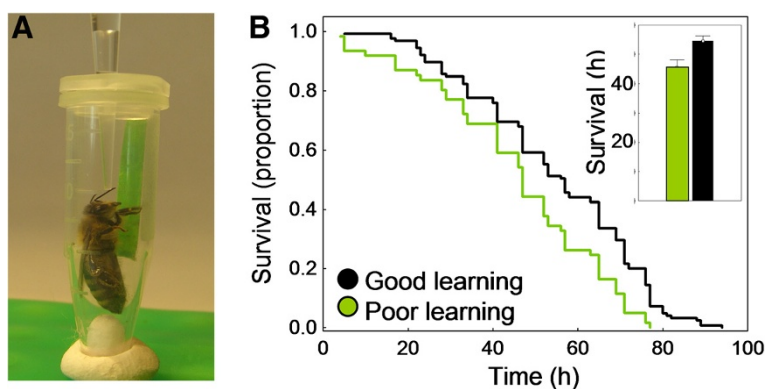 A
B
Survival (proportion)
1.0
0.8
0.6
0.4
0.2
0.0
0
20
40
60
80
100
Time (h)
Good learning
Poor learning
Survival (h)
40
20